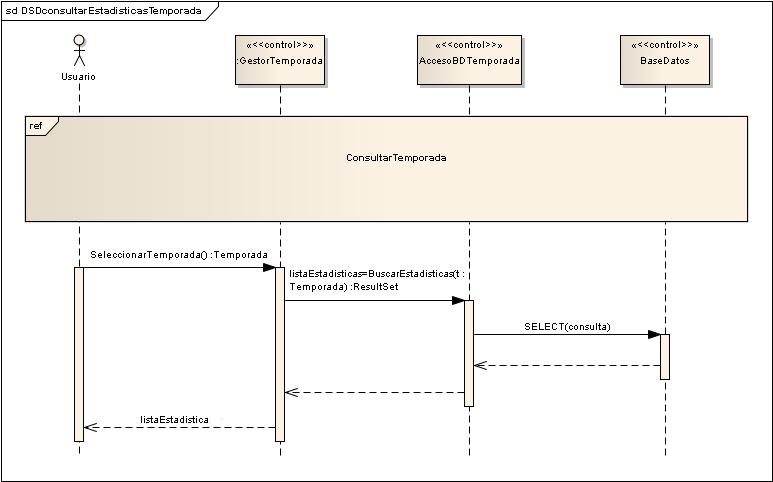 sd DSDconsultarEstadisticasTemporada
Usuario
«<<control>>»
:GestorTemporada
«<<control>>»
AccesoBDTemporada
«<<control>>»
BaseDatos
ref
ConsultarTemporada
SeleccionarTemporada() :Temporada
listaEstadisticas=BuscarEstadisticas(t :
Temporada) :ResultSet
SELECT(consulta)
listaEstadistica